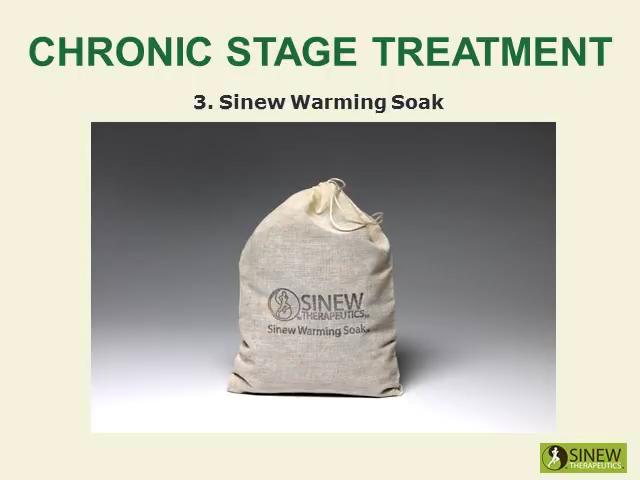 CHRONIC STAGE TREATMENT
3. Sinew Warming Soak
SINEW
THERAPEUTICS
Sinew Warming Soak
SINEW
THERAPEUTICS